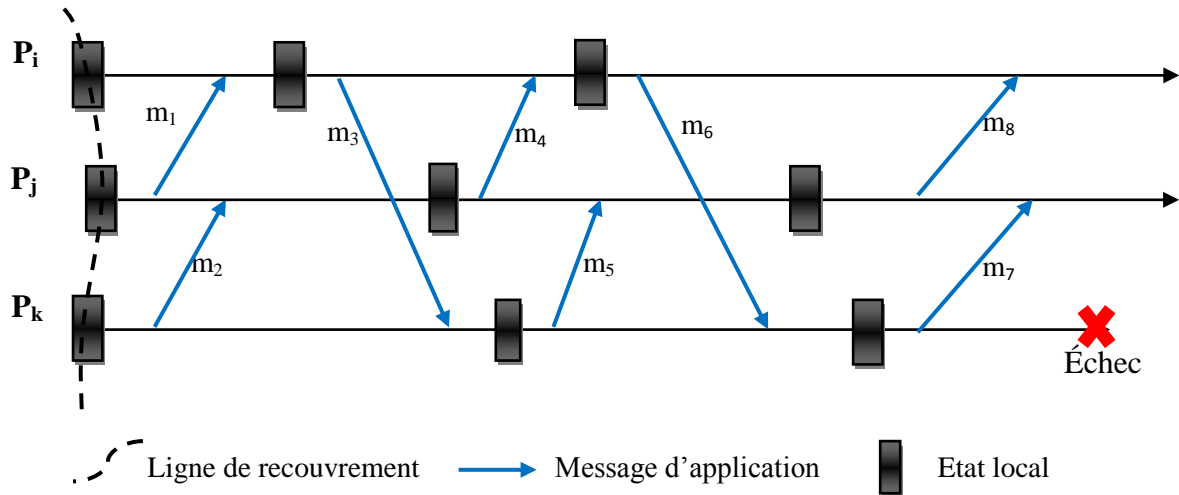 Pᵢ
m₁
m₃
m₄
m₆
m₈
Pⱼ
m₂
m₅
m₇
Pₖ
Échec
Ligne de recouvrement
Message d’application
Etat local